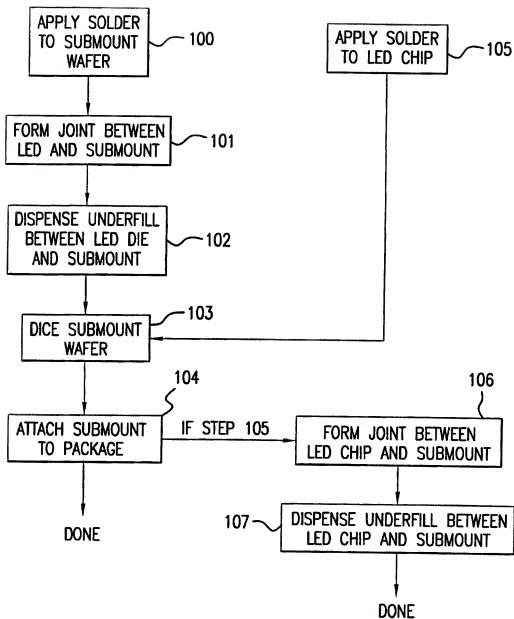 APPLY SOLDER
TO SUBMOUNT
WAFER
100
APPLY SOLDER
TO LED CHIP
105
FORM JOINT BETWEEN
LED AND SUBMOUNT
101
DISPENSE UNDERFILL
BETWEEN LED DIE
AND SUBMOUNT
102
DICE SUBMOUNT
WAFER
103
ATTACH SUBMOUNT
TO PACKAGE
104
IF STEP 105
FORM JOINT BETWEEN
LED CHIP AND SUBMOUNT
106
DONE
DISPENSE UNDERFILL BETWEEN
LED CHIP AND SUBMOUNT
107
DONE